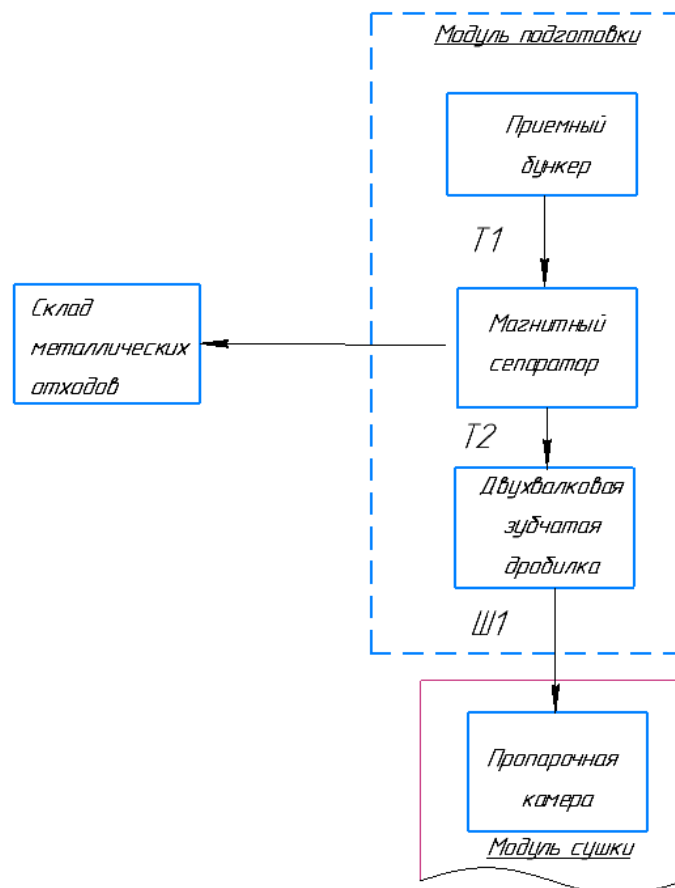 Модуль подготовки
Приемный
бункер
Т1
Склад
металлических
отходов
Магнитный
сепаратор
Т2
Двухвалковая
зубчатая
дробилка
Ш1
Пропарочная
камера
Модуль сушки